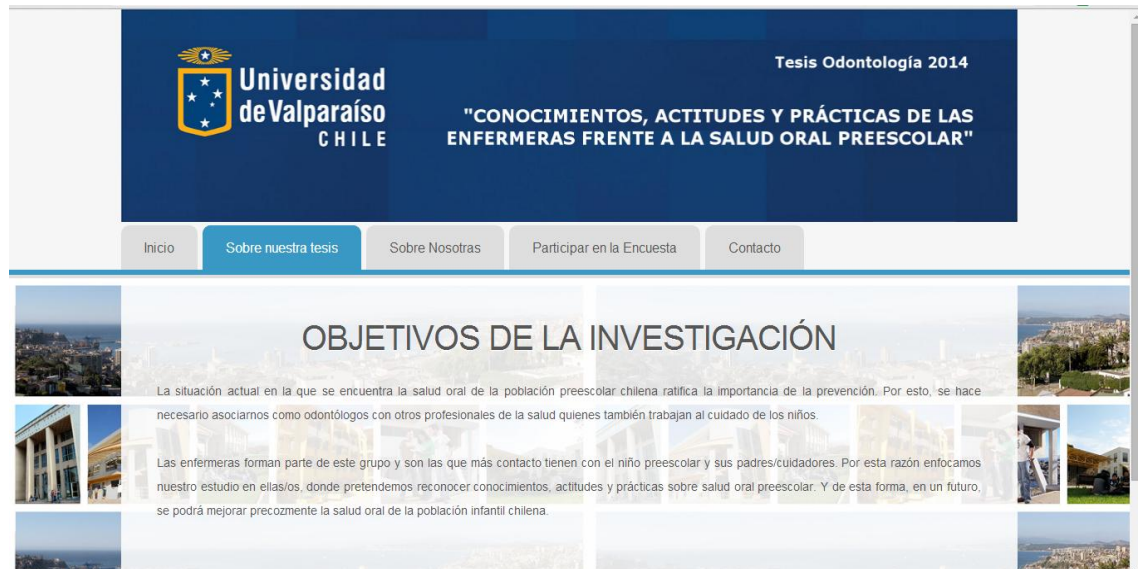 Universidad
de Valparaíso
CHILE
Tesis Odontología 2014
"CONOCIMIENTOS, ACTITUDES Y PRÁCTICAS DE LAS
ENFERMERAS FRENTE A LA SALUD ORAL PREESCOLAR"
Inicio
Sobre nuestra tesis
Sobre Nosotras
Participar en la Encuesta
Contacto
OBJETIVOS DE LA INVESTIGACIÓN
La situación actual en la que se encuentra la salud oral de la población preescolar chilena ratifica la importancia de la prevención. Por esto, se hace
necesario asociarnos como odontólogos con otros profesionales de la salud quienes también trabajan al cuidado de los niños.
Las enfermeras forman parte de este grupo y son las que más contacto tienen con el niño preescolar y sus padres/cuidadores. Por esta razón enfocamos
nuestro estudio en ellas/os, donde pretendemos reconocer conocimientos, actitudes y prácticas sobre salud oral preescolar. Y de esta forma, en un futuro,
se podrá mejorar precozmente la salud oral de la población infantil chilena.